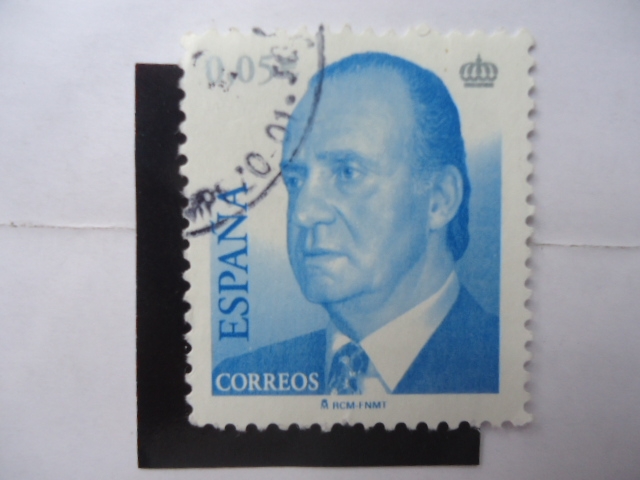 0,05
ESPAÑA
CORREOS
RCM-FNMT